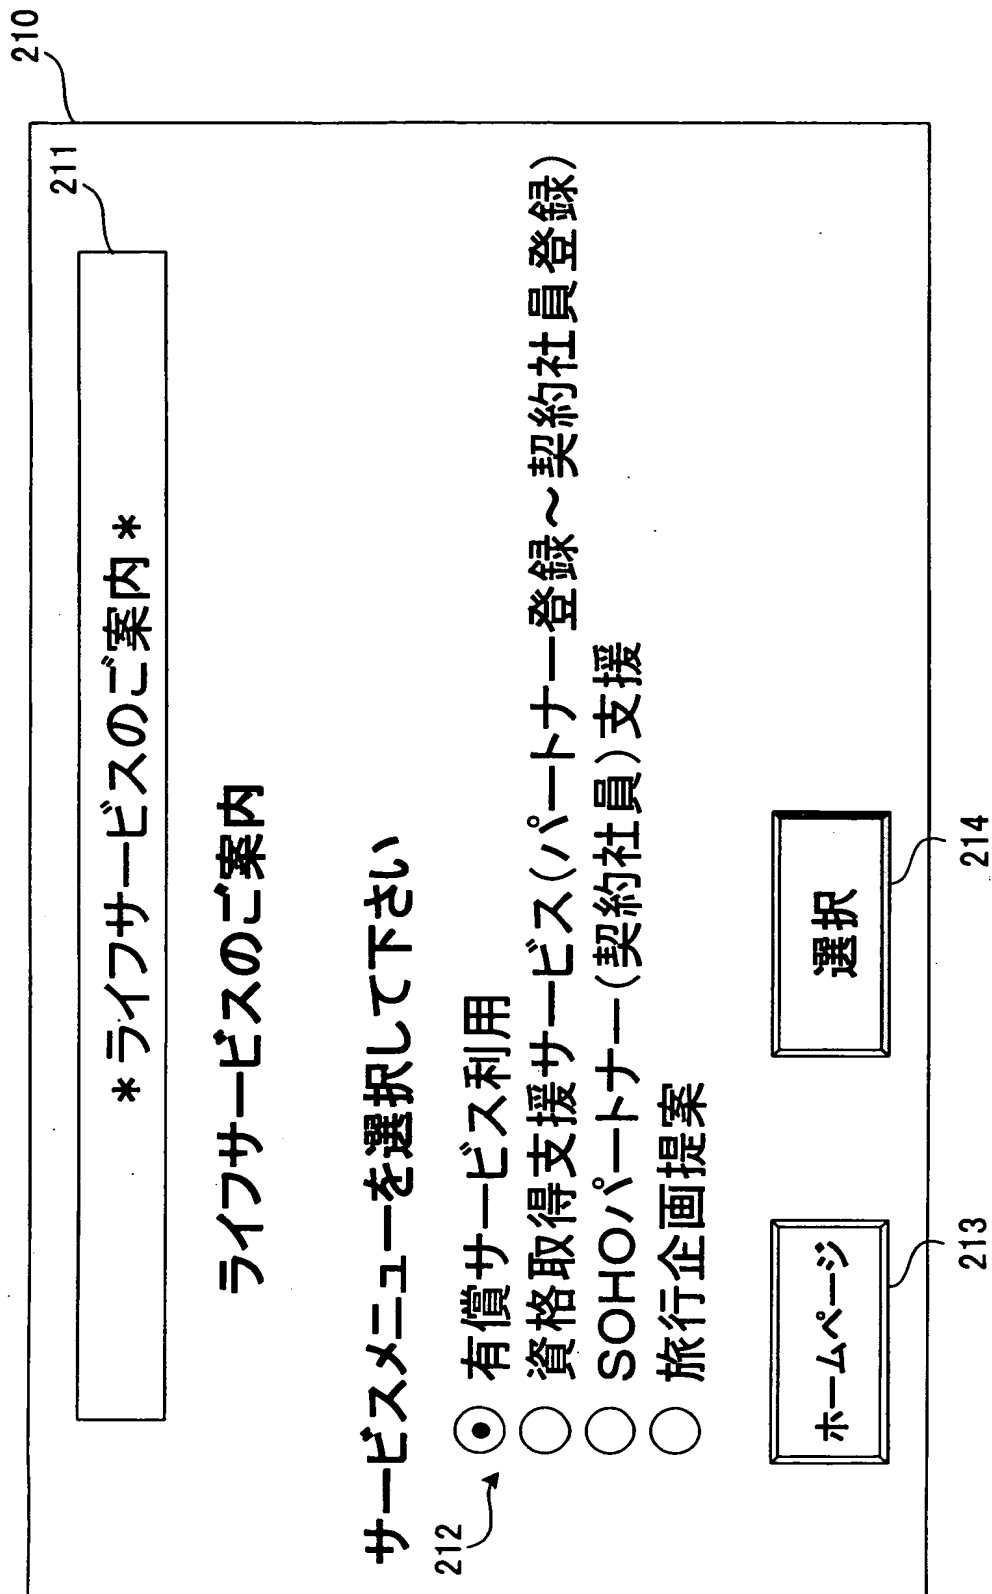 210
211
*ライフサービスのご案内*
ライフサービスのご案内
サービスメニューを選択して下さい
212
有償サービス利用
資格取得支援サービス(パートナー登録~契約社員登録)
SOHOパートナー(契約社員)支援
旅行企画提案
ホームページ
選択
213
214